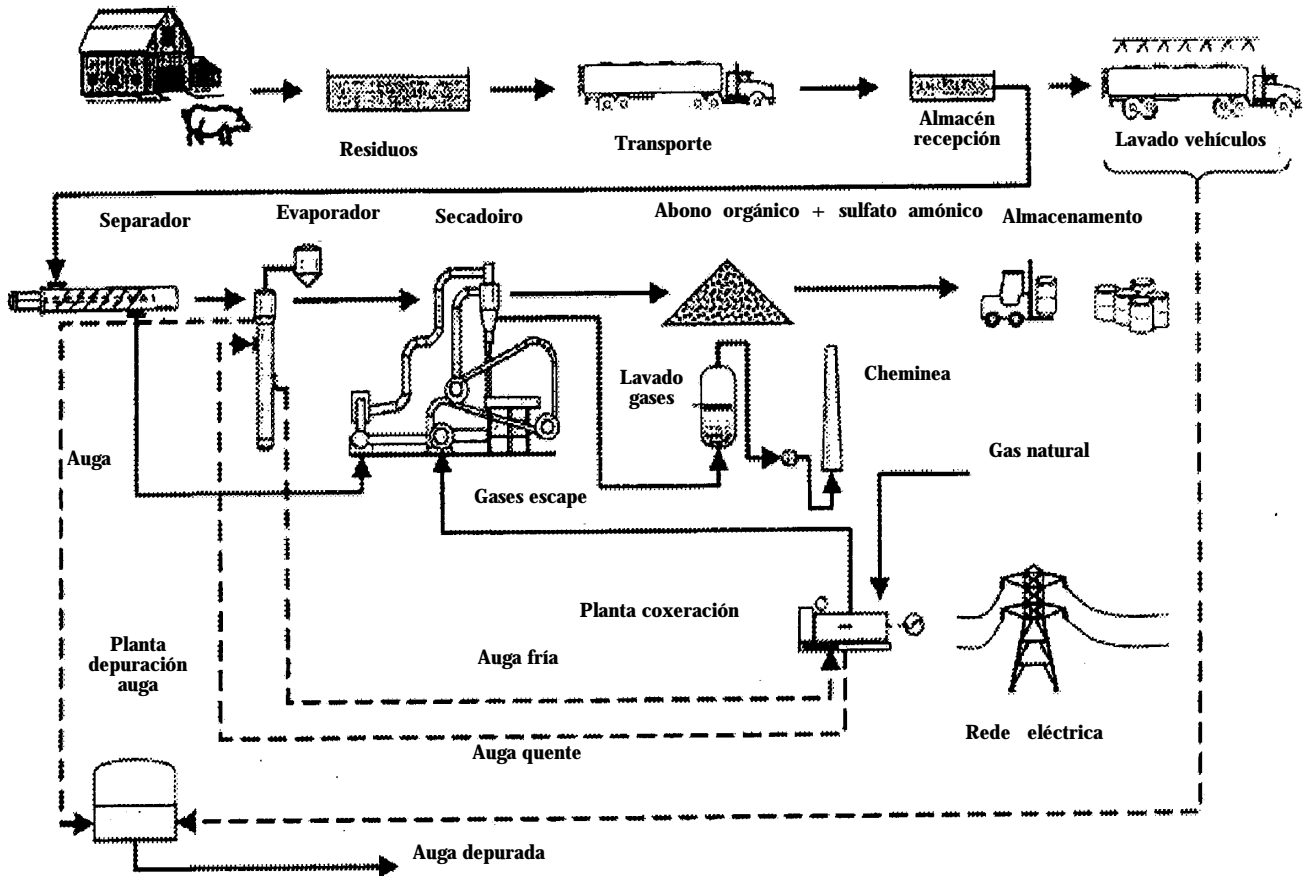 Residuos
Transporte
Almacén
recepción
Lavado vehículos
Separador
Evaporador
Secadoiro
Abono orgánico + sulfato amónico
Almacenamento
Lavado
gases
Cheminea
Auga
Gases escape
Gas natural
Planta coxeración
Planta
depuración
auga
Auga fría
Rede eléctrica
Auga quente
Auga depurada